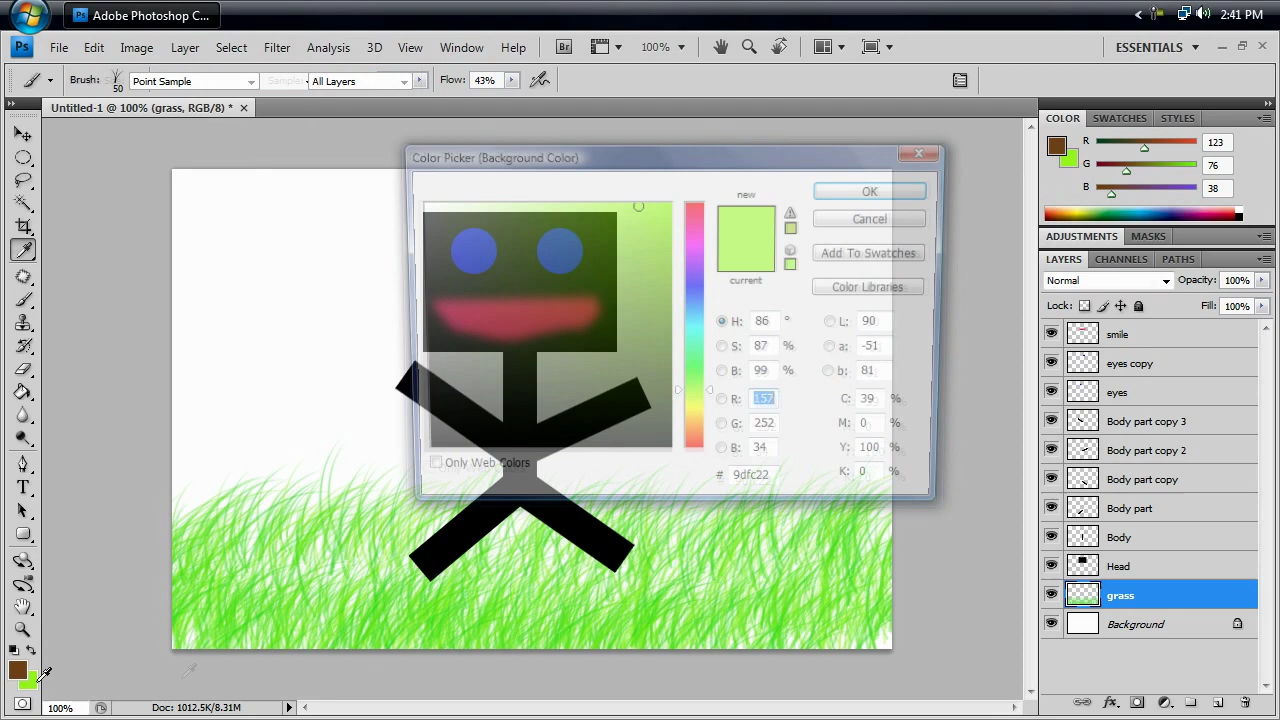 Adobe Photoshop C...
2:41 PM
Ps File Edit Image Layer Select Filter Analysis 3D View Window Help Br 100% ESSENTIALS
Brush: 50 Point Sample Sample: All Layers Flow: 43%
Untitled-1 @ 100% (grass, RGB/8) *
Color Picker (Background Color)
new
current
OK
Cancel
Add To Swatches
Color Libraries
H: 86 ° L: 90
S: 87 % a: -51
B: 99 % b: 81
R: 157 C: 39 %
G: 252 M: 0 %
B: 34 Y: 100 %
# 9dfc22 K: 0 %
Only Web Colors
COLOR SWATCHES STYLES
R 123
G 76
B 38
ADJUSTMENTS MASKS
LAYERS CHANNELS PATHS
Normal Opacity: 100%
Lock: Fill: 100%
smile
eyes copy
eyes
Body part copy 3
Body part copy 2
Body part copy
Body part
Body
Head
grass
Background
100% Doc: 1012.5K/8.31M